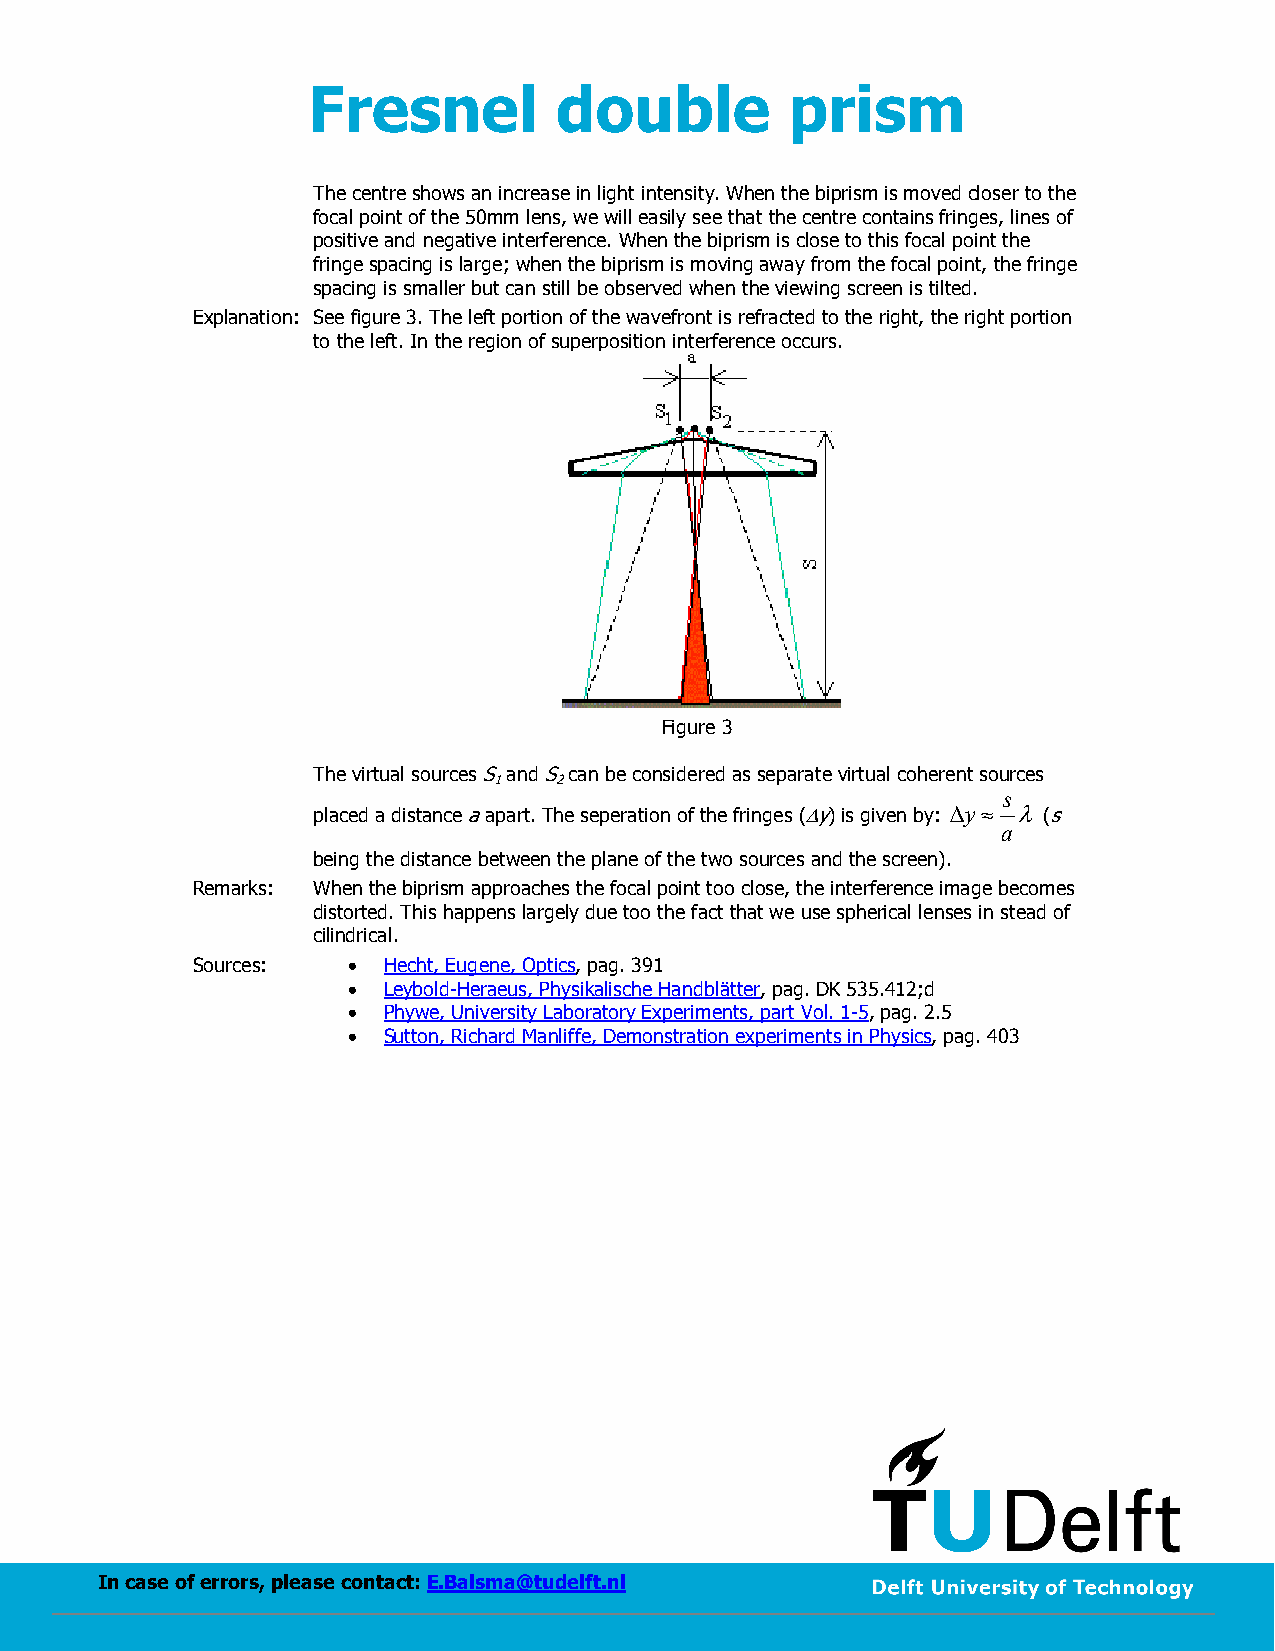 Fresnel double prism
The centre shows an increase in light intensity. When the biprism is moved closer to the
focal point of the 50mm lens, we will easily see that the centre contains fringes, lines of
positive and negative interference. When the biprism is close to this focal point the
fringe spacing is large; when the biprism is moving away from the focal point, the fringe
spacing is smaller but can still be observed when the viewing screen is tilted.
Explanation: See figure 3. The left portion of the wavefront is refracted to the right, the right portion
to the left. In the region of superposition interference occurs.
a
S1 S2
S
Figure 3
The virtual sources S1 and S2 can be considered as separate virtual coherent sources
placed a distance a apart. The seperation of the fringes (Δy) is given by: Δy ≈ s/a λ (s
being the distance between the plane of the two sources and the screen).
Remarks: When the biprism approaches the focal point too close, the interference image becomes
distorted. This happens largely due too the fact that we use spherical lenses in stead of
cilindrical.
Sources: • Hecht, Eugene, Optics, pag. 391
• Leybold-Heraeus, Physikalische Handblätter, pag. DK 535.412;d
• Phywe, University Laboratory Experiments, part Vol. 1-5, pag. 2.5
• Sutton, Richard Manliffe, Demonstration experiments in Physics, pag. 403
TUDelft
In case of errors, please contact: E.Balsma@tudelft.nl
Delft University of Technology